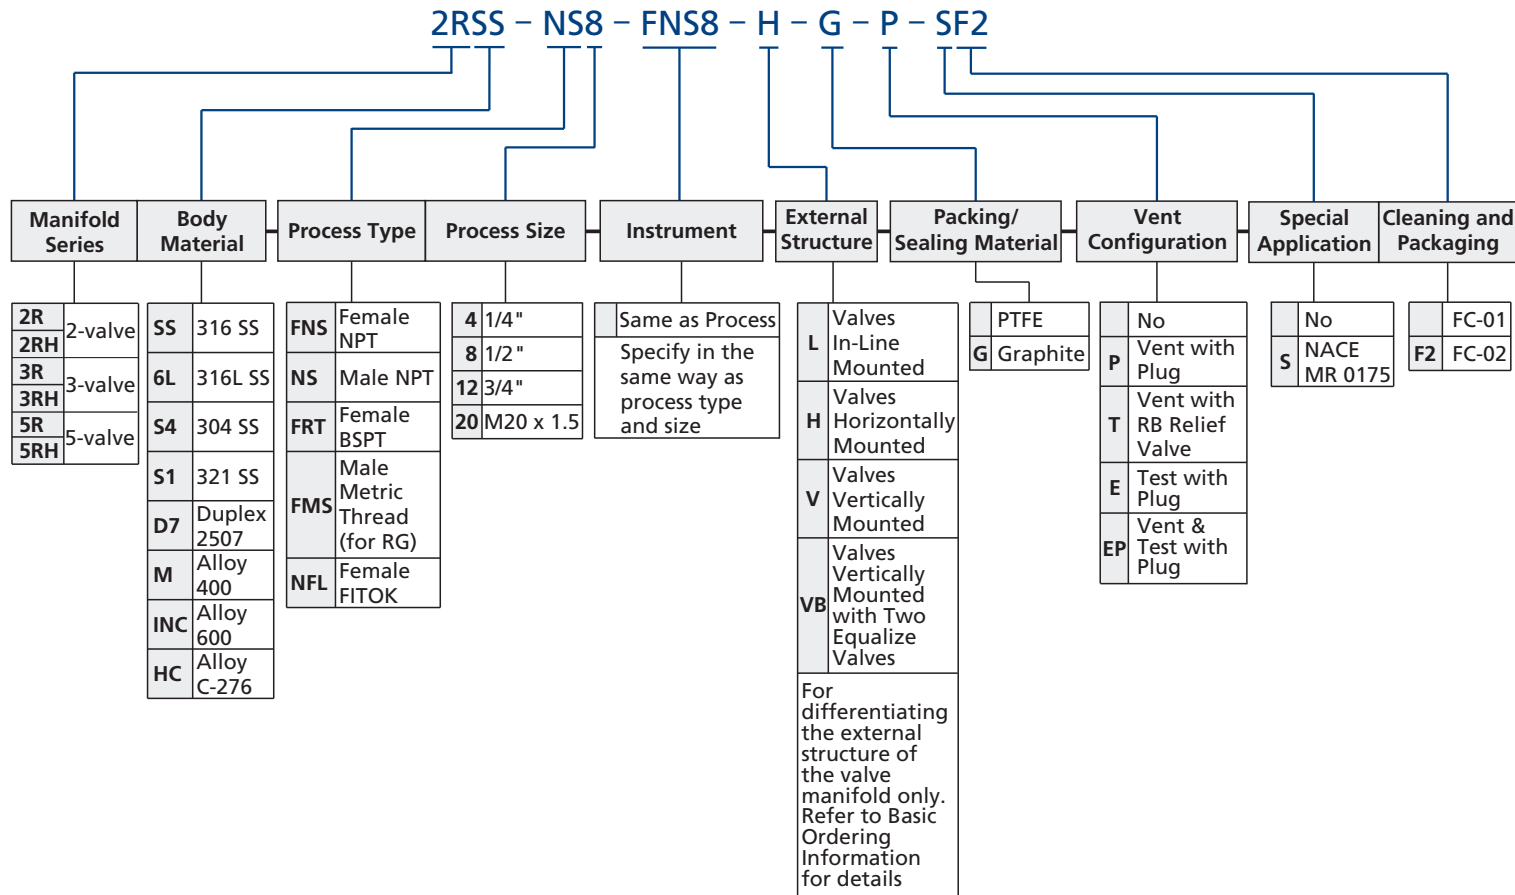 2RSS – NS8 – FNS8 – H – G – P – SF2
Manifold
Series
Body
Material
Process Type
Process Size
Instrument
External
Structure
Packing/
Sealing Material
Vent
Configuration
Special
Application
Cleaning and
Packaging
2R
2RH
2-valve
3R
3RH
3-valve
5R
5RH
5-valve
SS 316 SS
6L 316L SS
S4 304 SS
S1 321 SS
D7 Duplex
2507
M Alloy
400
INC Alloy
600
HC Alloy
C-276
FNS Female
NPT
NS Male NPT
FRT Female
BSPT
FMS Male
Metric
Thread
(for RG)
NFL Female
FITOK
4 1/4"
8 1/2"
12 3/4"
20 M20 x 1.5
Same as Process
Specify in the
same way as
process type
and size
L Valves
In-Line
Mounted
H Valves
Horizontally
Mounted
V Valves
Vertically
Mounted
VB Valves
Vertically
Mounted
with Two
Equalize
Valves
For
differentiating
the external
structure of
the valve
manifold only.
Refer to Basic
Ordering
Information
for details
PTFE
G Graphite
No
P Vent with
Plug
T Vent with
RB Relief
Valve
E Test with
Plug
EP Vent &
Test with
Plug
No
S NACE
MR 0175
FC-01
F2 FC-02